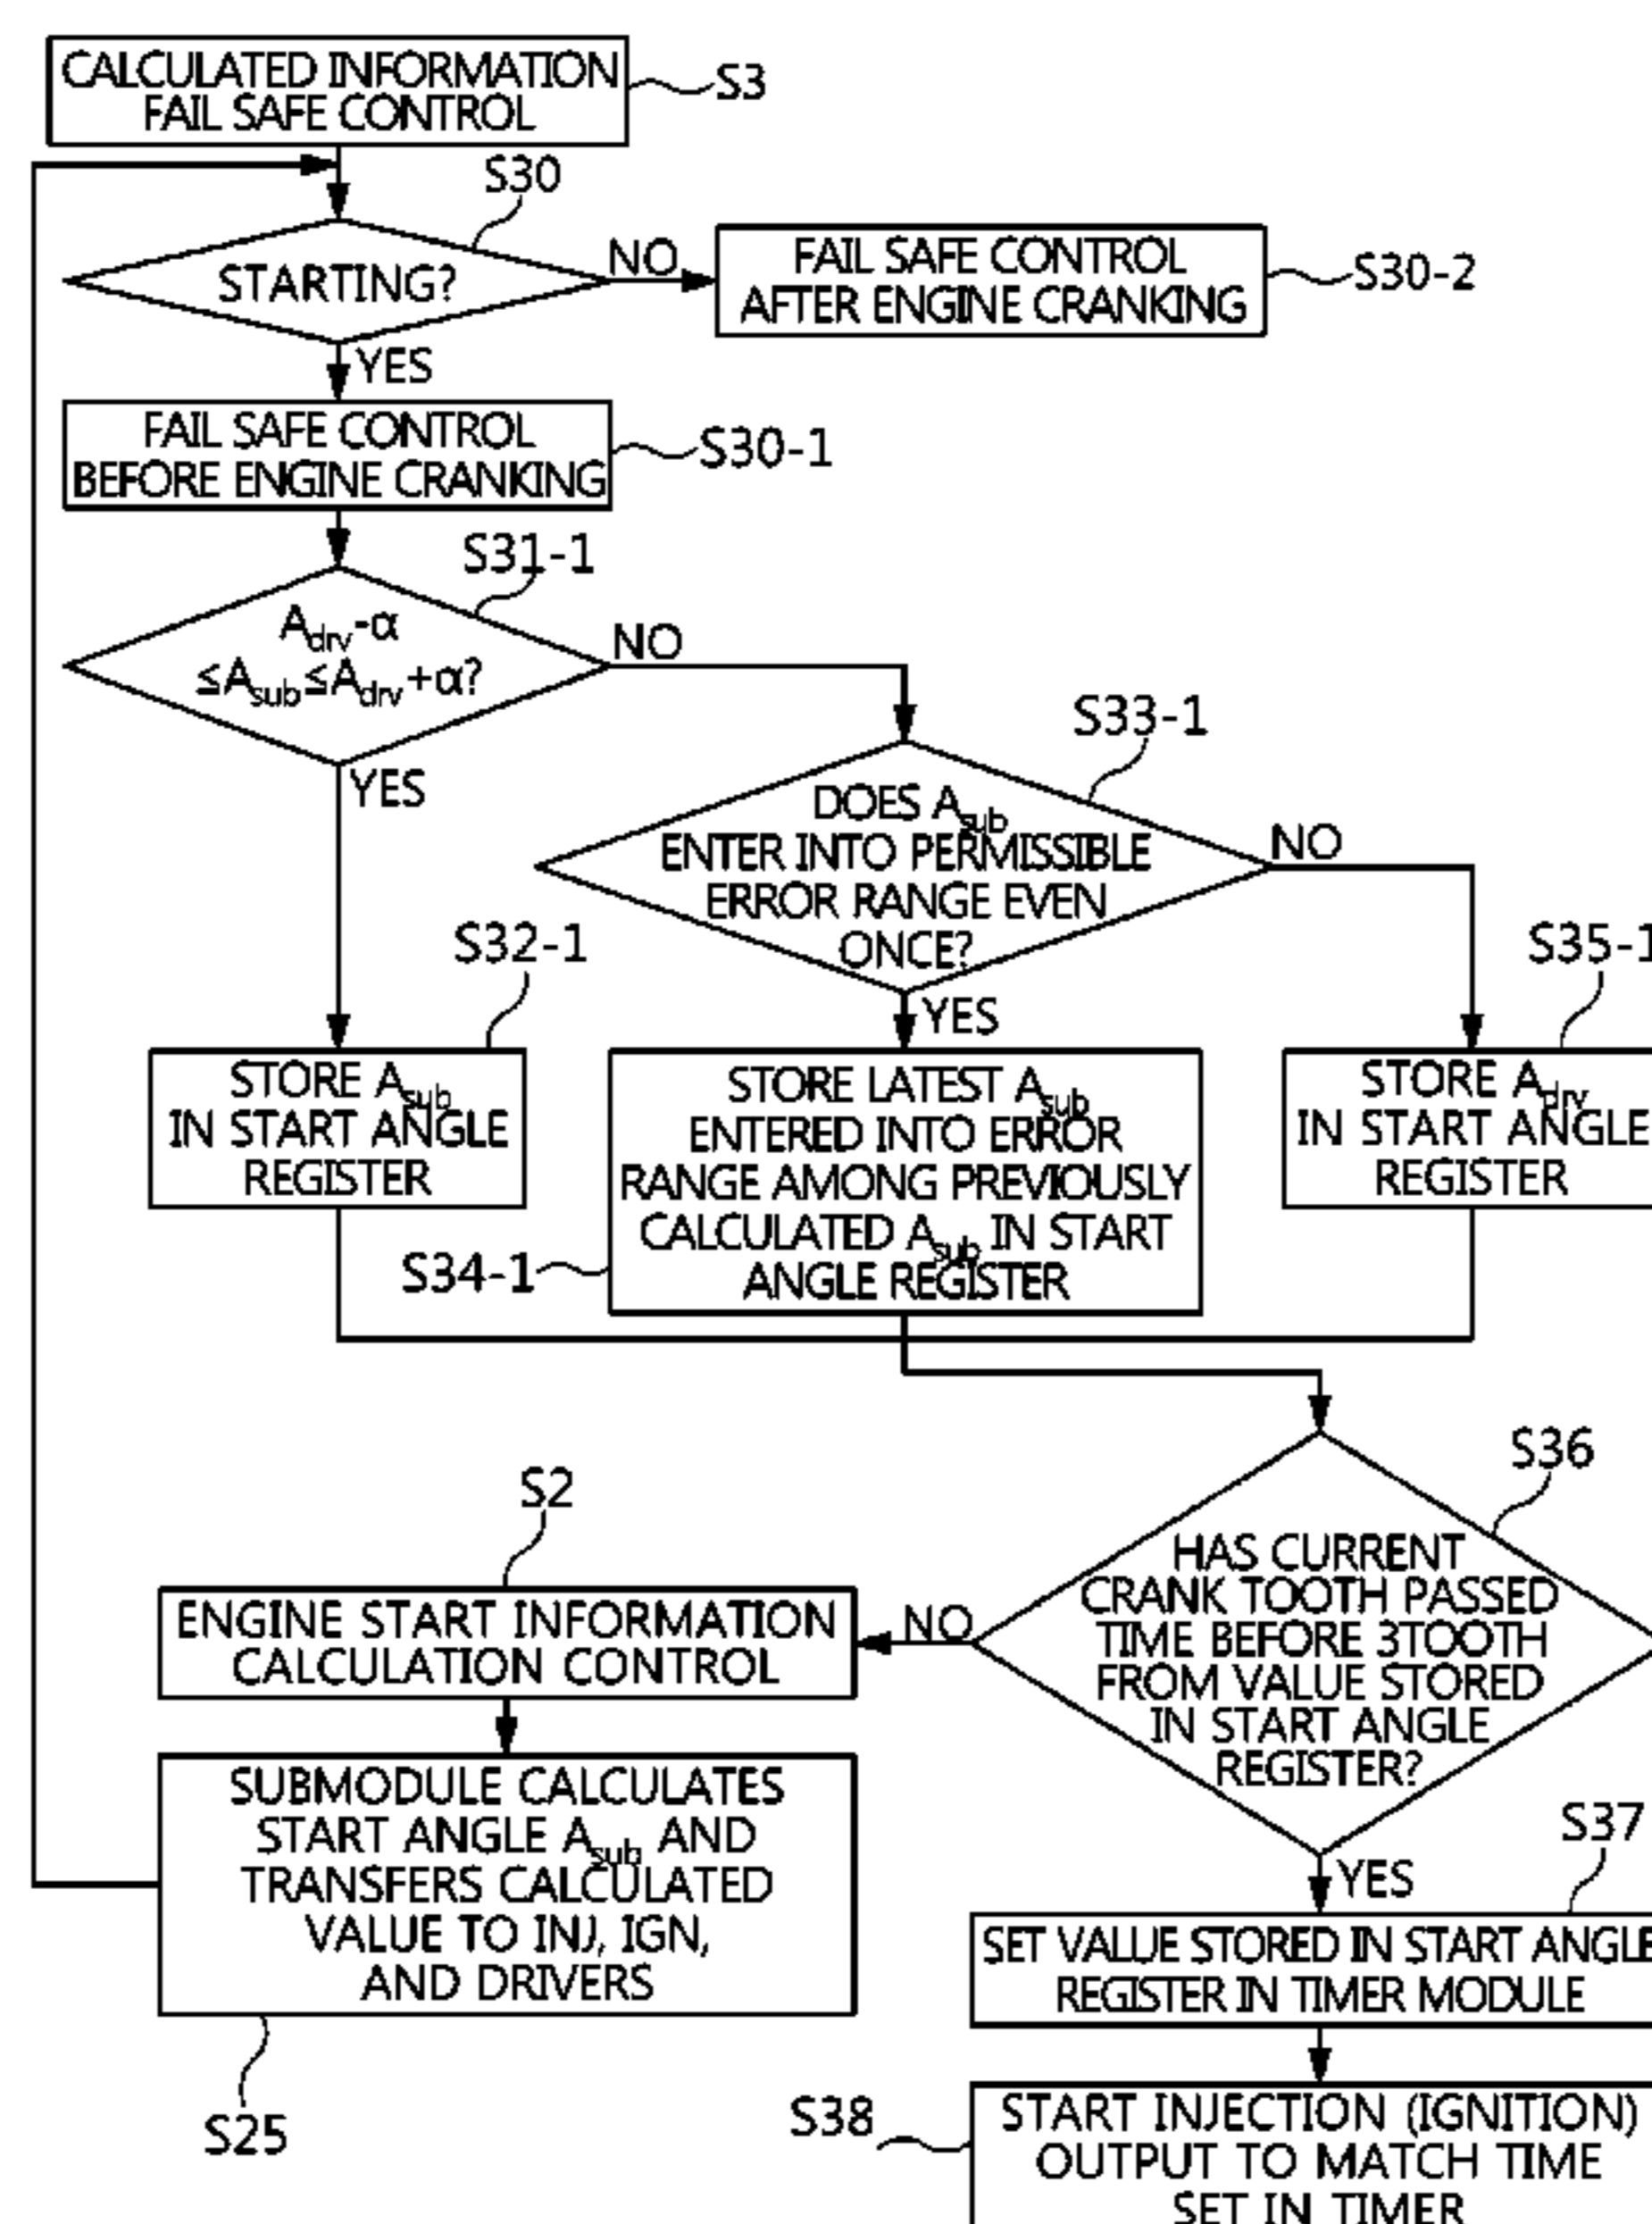 CALCULATED INFORMATION
FAIL SAFE CONTROL
S3
S30
STARTING?
NO
FAIL SAFE CONTROL
AFTER ENGINE CRANKING
S30-2
YES
FAIL SAFE CONTROL
BEFORE ENGINE CRANKING
S30-1
S31-1
Adrv-α
≤Asub≤Adrv+α?
NO
YES
S33-1
DOES Asub
ENTER INTO PERMISSIBLE
ERROR RANGE EVEN
ONCE?
NO
YES
S32-1
STORE Asub
IN START ANGLE
REGISTER
STORE LATEST Asub
ENTERED INTO ERROR
RANGE AMONG PREVIOUSLY
CALCULATED Asub IN START
ANGLE REGISTER
S34-1
S35-1
STORE Adrv
IN START ANGLE
REGISTER
S36
HAS CURRENT
CRANK TOOTH PASSED
TIME BEFORE 3TOOTH
FROM VALUE STORED
IN START ANGLE
REGISTER?
NO
S2
ENGINE START INFORMATION
CALCULATION CONTROL
SUBMODULE CALCULATES
START ANGLE Asub AND
TRANSFERS CALCULATED
VALUE TO INJ, IGN,
AND DRIVERS
S25
YES
S37
SET VALUE STORED IN START ANGLE
REGISTER IN TIMER MODULE
S38
START INJECTION (IGNITION)
OUTPUT TO MATCH TIME
SET IN TIMER